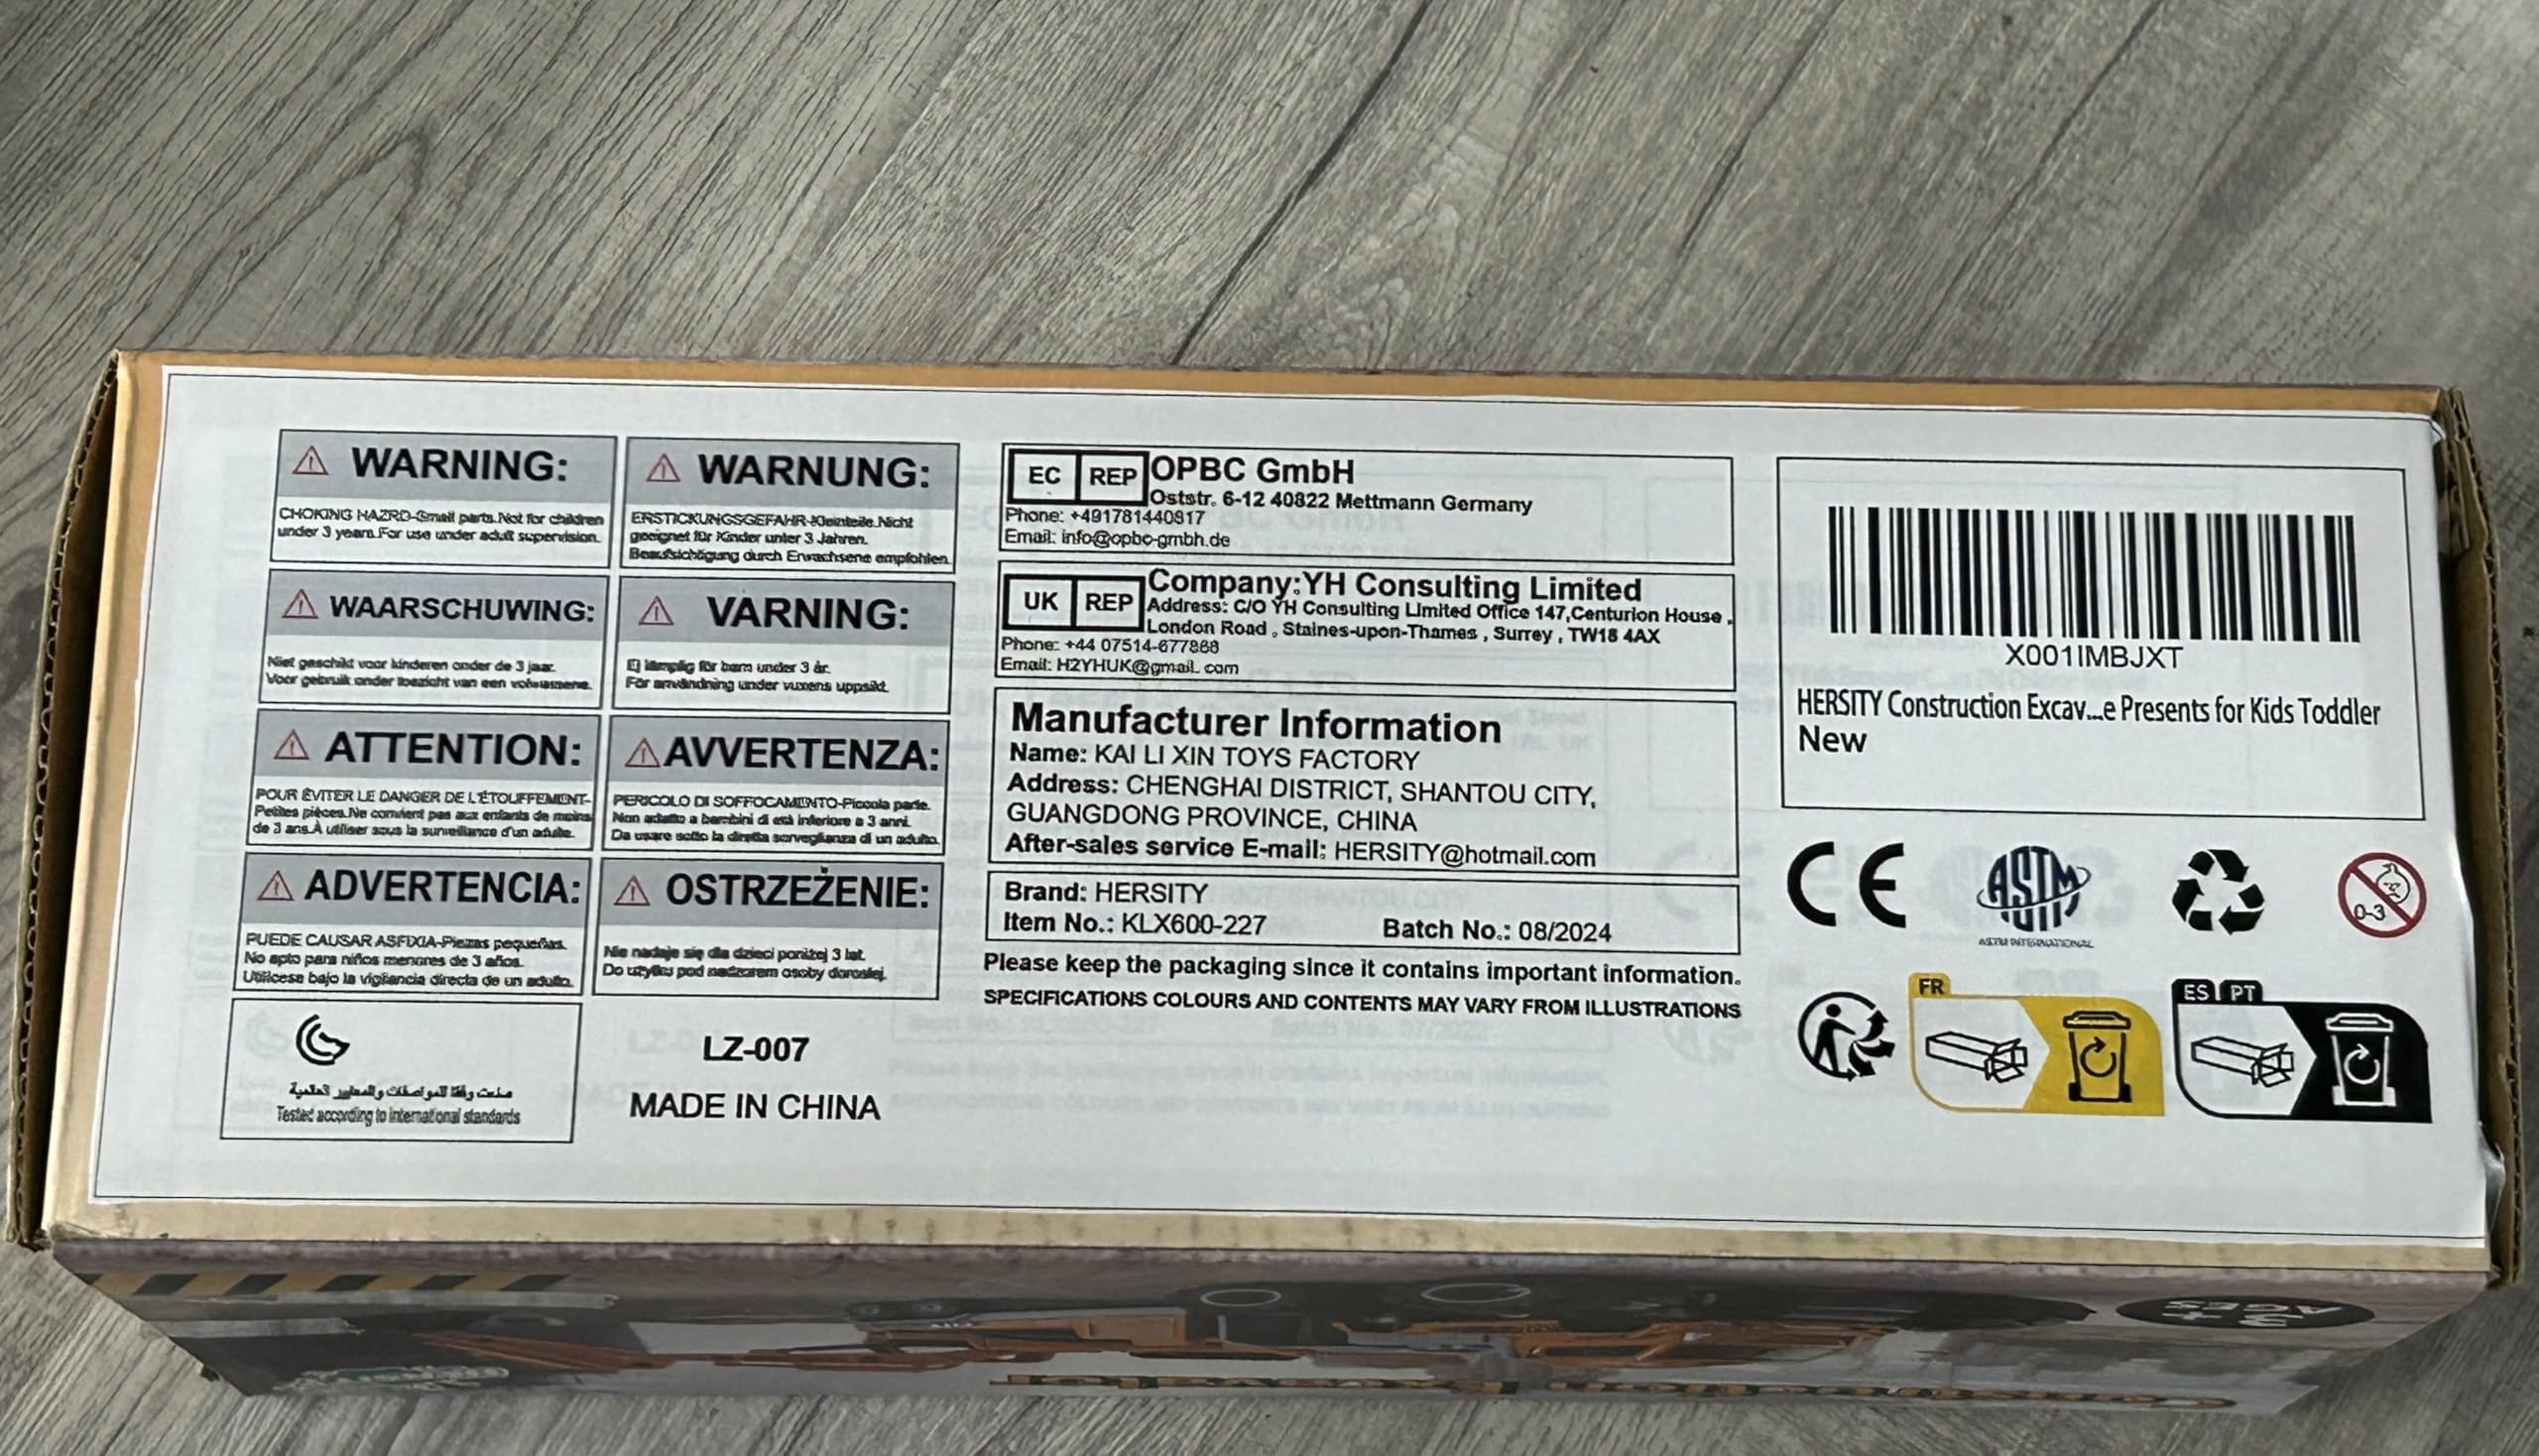 WARNING:
CHOKING HAZRD-Small parts.Not for children
under 3 years.For use under adult supervision.
WARNUNG:
ERSTICKUNGSGEFAHR-Kleinteile.Nicht
geeignet für Kinder unter 3 Jahren.
Beaufsichtigung durch Erwachsene empfohlen.
WAARSCHUWING:
Niet geschikt voor kinderen onder de 3 jaar.
Voor gebruik onder toezicht van een volwassene.
VARNING:
Ej lämplig för barn under 3 år.
För användning under vuxens uppsikt.
ATTENTION:
POUR ÉVITER LE DANGER DE L'ÉTOUFFEMENT-
Petites pièces.Ne convient pas aux enfants de moins
de 3 ans.À utiliser sous la surveillance d'un adulte.
AVVERTENZA:
PERICOLO DI SOFFOCAMENTO-Piccola parte.
Non adatto a bambini di età inferiore a 3 anni.
Da usare sotto la diretta sorveglianza di un adulto.
ADVERTENCIA:
PUEDE CAUSAR ASFIXIA-Piezas pequeñas.
No apto para niños menores de 3 años.
Utilícese bajo la vigilancia directa de un adulto.
OSTRZEŻENIE:
Nie nadaje się dla dzieci poniżej 3 lat.
Do użytku pod nadzorem osoby dorosłej.
Tested according to international standards
LZ-007
MADE IN CHINA
EC REP OPBC GmbH
Oststr. 6-12 40822 Mettmann Germany
Phone: +491781440817
Email: info@opbc-gmbh.de
UK REP Company:YH Consulting Limited
Address: C/O YH Consulting Limited Office 147,Centurion House ,
London Road , Staines-upon-Thames , Surrey , TW18 4AX
Phone: +44 07514-677868
Email: H2YHUK@gmail. com
Manufacturer Information
Name: KAI LI XIN TOYS FACTORY
Address: CHENGHAI DISTRICT, SHANTOU CITY,
GUANGDONG PROVINCE, CHINA
After-sales service E-mail: HERSITY@hotmail.com
Brand: HERSITY
Item No.: KLX600-227 Batch No.: 08/2024
Please keep the packaging since it contains important information.
SPECIFICATIONS COLOURS AND CONTENTS MAY VARY FROM ILLUSTRATIONS
X001IMBJXT
HERSITY Construction Excav...e Presents for Kids Toddler
New
CE
ASTM
ASTM INTERNATIONAL
0-3
FR
ES PT
AGES
3+